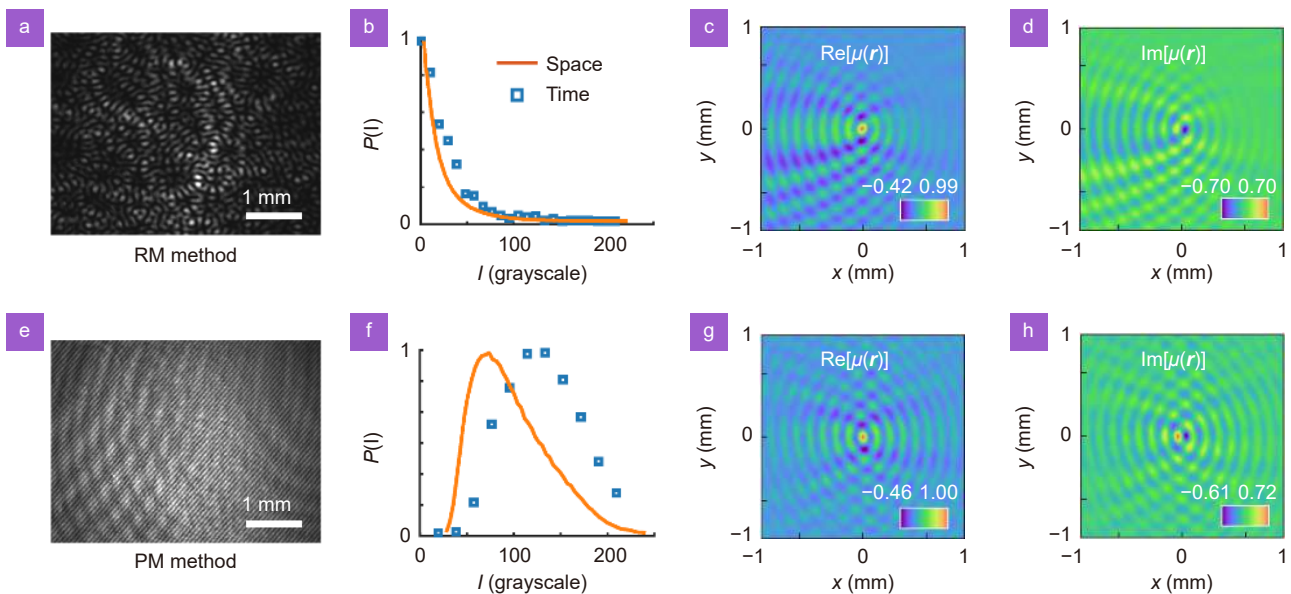 a
1 mm
RM method
b
1
P(I)
0
0
100
200
I (grayscale)
Space
Time
c
1
y (mm)
0
−1
Re[μ(r)]
−0.42 0.99
−1
0
1
x (mm)
d
1
y (mm)
0
−1
Im[μ(r)]
−0.70 0.70
−1
0
1
x (mm)
e
1 mm
PM method
f
1
P(I)
0
0
100
200
I (grayscale)
g
1
y (mm)
0
−1
Re[μ(r)]
−0.46 1.00
−1
0
1
x (mm)
h
1
y (mm)
0
−1
Im[μ(r)]
−0.61 0.72
−1
0
1
x (mm)